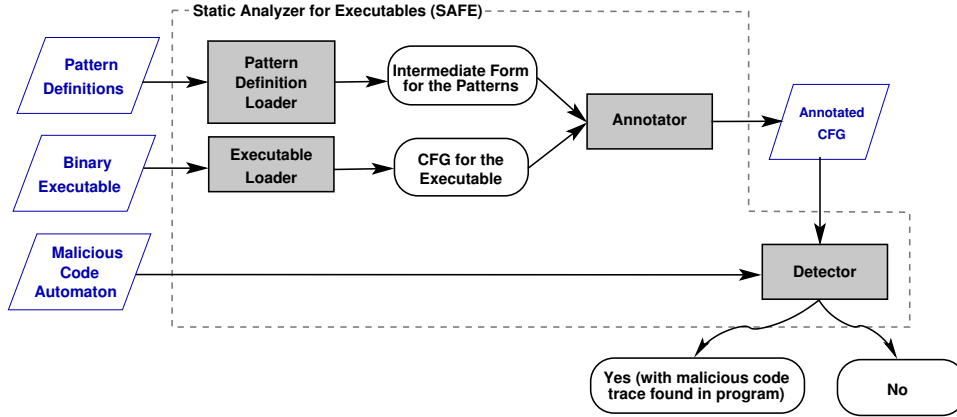 Static Analyzer for Executables (SAFE)
Pattern
Definitions
Pattern
Definition
Loader
Intermediate Form
for the Patterns
Annotator
Annotated
CFG
Binary
Executable
Executable
Loader
CFG for the
Executable
Malicious
Code
Automaton
Detector
Yes (with malicious code
trace found in program)
No